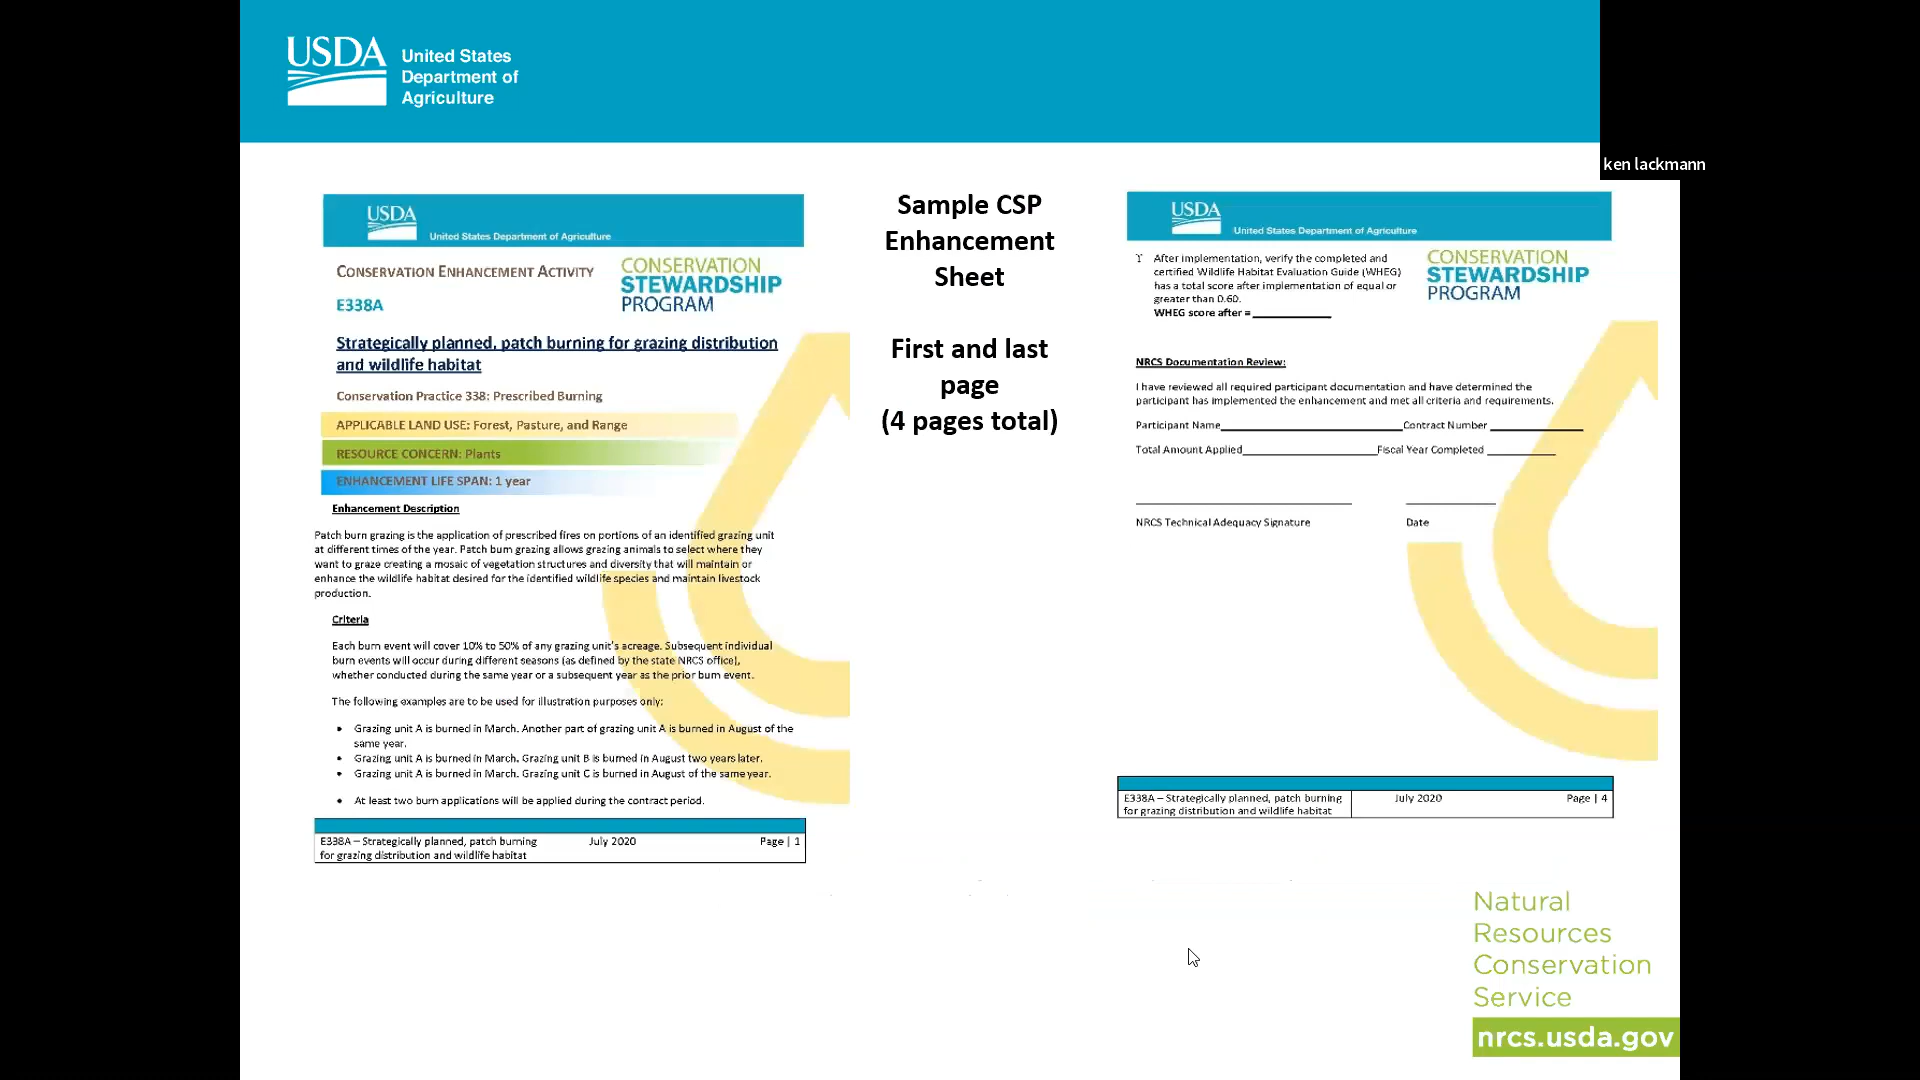 USDA
United States
Department of
Agriculture
ken lackmann
USDA
United States Department of Agriculture
CONSERVATION ENHANCEMENT ACTIVITY
E338A
CONSERVATION
STEWARDSHIP
PROGRAM
Strategically planned, patch burning for grazing distribution
and wildlife habitat
Conservation Practice 338: Prescribed Burning
APPLICABLE LAND USE: Forest, Pasture, and Range
RESOURCE CONCERN: Plants
ENHANCEMENT LIFE SPAN: 1 year
Enhancement Description
Patch burn grazing is the application of prescribed fires on portions of an identified grazing unit
at different times of the year. Patch burn grazing allows grazing animals to select where they
want to graze creating a mosaic of vegetation structures and diversity that will maintain or
enhance the wildlife habitat desired for the identified wildlife species and maintain livestock
production.
Criteria
Each burn event will cover 10% to 50% of any grazing unit's acreage. Subsequent individual
burn events will occur during different seasons (as defined by the state NRCS office),
whether conducted during the same year or a subsequent year as the prior burn event.
The following examples are to be used for illustration purposes only:
• Grazing unit A is burned in March. Another part of grazing unit A is burned in August of the
same year.
• Grazing unit A is burned in March. Grazing unit B is burned in August two years later.
• Grazing unit A is burned in March. Grazing unit C is burned in August of the same year.
• At least two burn applications will be applied during the contract period.
E338A – Strategically planned, patch burning
for grazing distribution and wildlife habitat
July 2020
Page | 1
Sample CSP
Enhancement
Sheet
First and last
page
(4 pages total)
USDA
United States Department of Agriculture
CONSERVATION
STEWARDSHIP
PROGRAM
After implementation, verify the completed and
certified Wildlife Habitat Evaluation Guide (WHEG)
has a total score after implementation of equal or
greater than 0.60.
WHEG score after = ____________
NRCS Documentation Review:
I have reviewed all required participant documentation and have determined the
participant has implemented the enhancement and met all criteria and requirements.
Participant Name____________________________Contract Number ______________
Total Amount Applied____________________Fiscal Year Completed __________
NRCS Technical Adequacy Signature
Date
E338A – Strategically planned, patch burning
for grazing distribution and wildlife habitat
July 2020
Page | 4
Natural
Resources
Conservation
Service
nrcs.usda.gov